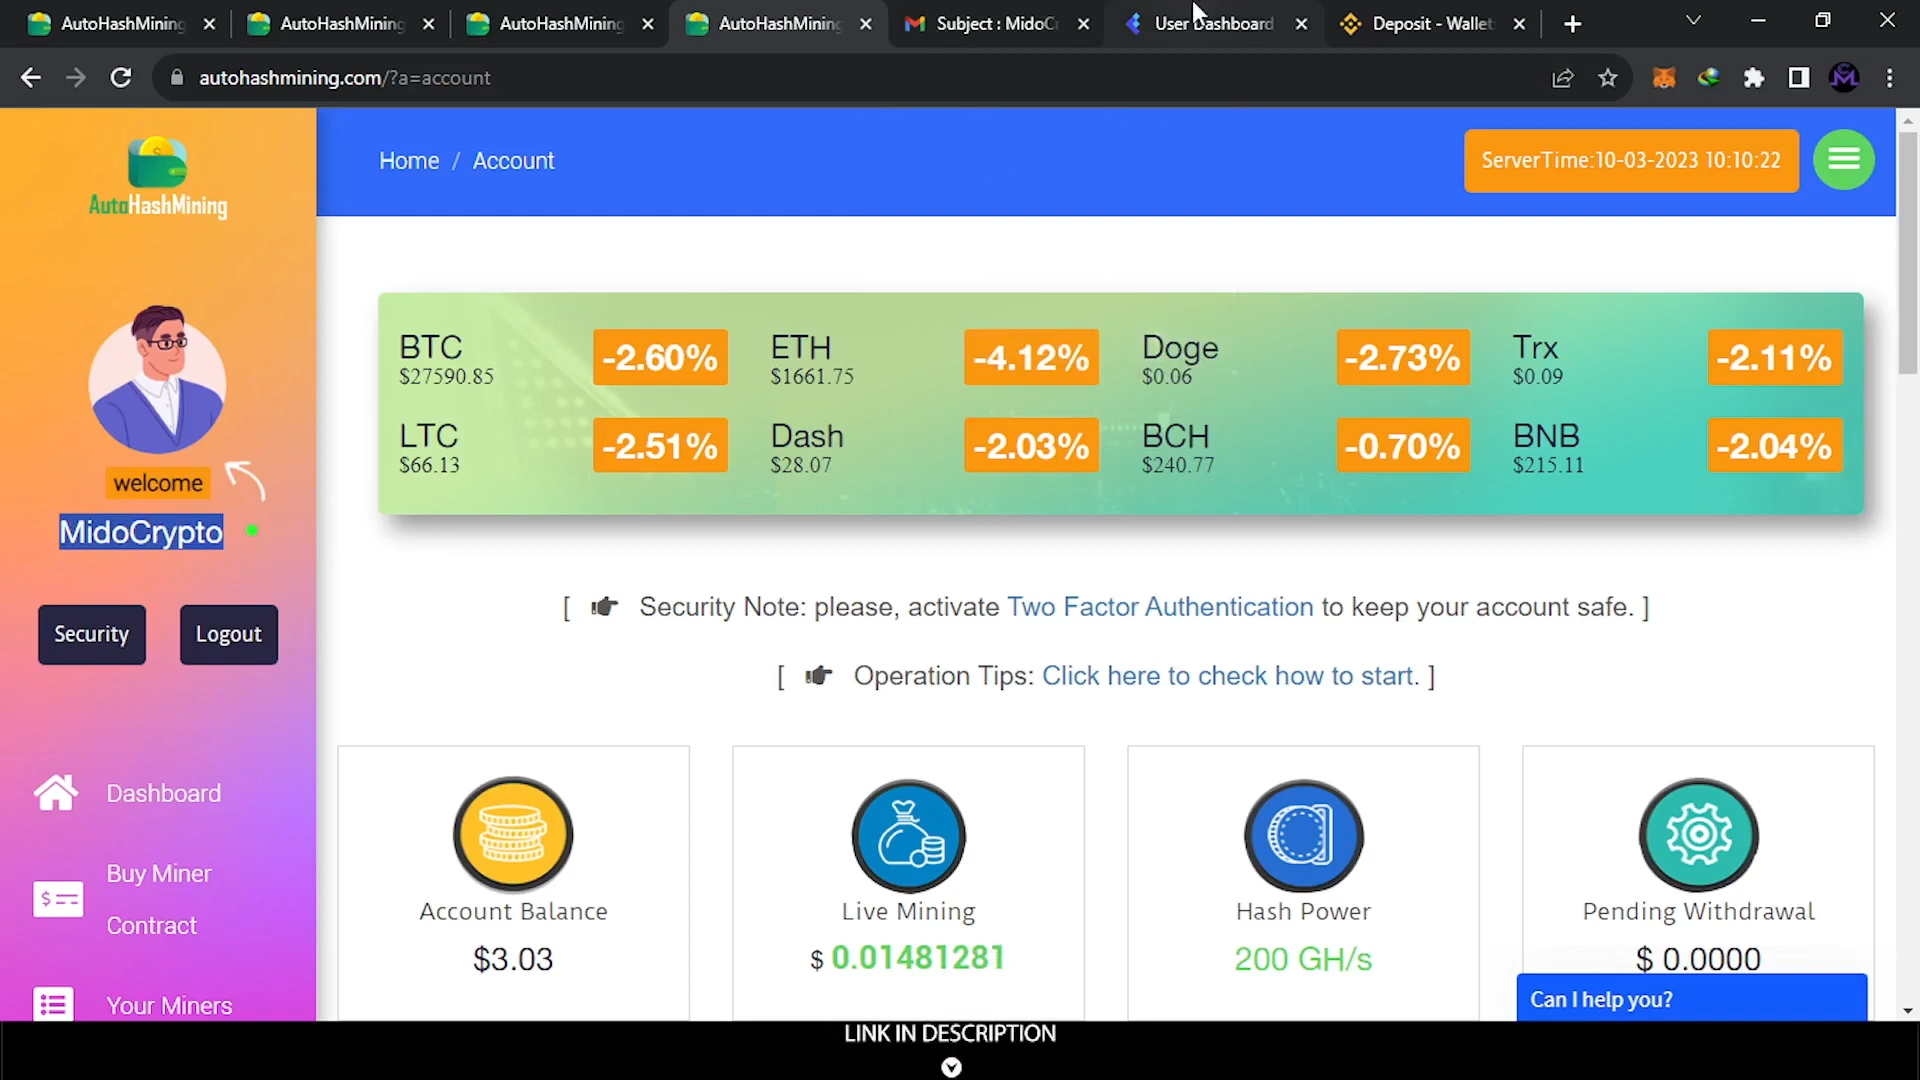 AutoHashMining
AutoHashMining
AutoHashMining
AutoHashMining
Subject : MidoCr
User Dashboard
Deposit - Wallet
autohashmining.com/?a=account
AutoHashMining
Home / Account
ServerTime:10-03-2023 10:10:22
BTC
$27590.85
-2.60%
ETH
$1661.75
-4.12%
Doge
$0.06
-2.73%
Trx
$0.09
-2.11%
LTC
$66.13
-2.51%
Dash
$28.07
-2.03%
BCH
$240.77
-0.70%
BNB
$215.11
-2.04%
welcome
MidoCrypto
Security
Logout
[ Security Note: please, activate Two Factor Authentication to keep your account safe. ]
[ Operation Tips: Click here to check how to start. ]
Dashboard
Buy Miner
Contract
Your Miners
Account Balance
$3.03
Live Mining
$ 0.01481281
Hash Power
200 GH/s
Pending Withdrawal
$ 0.0000
Can I help you?
LINK IN DESCRIPTION